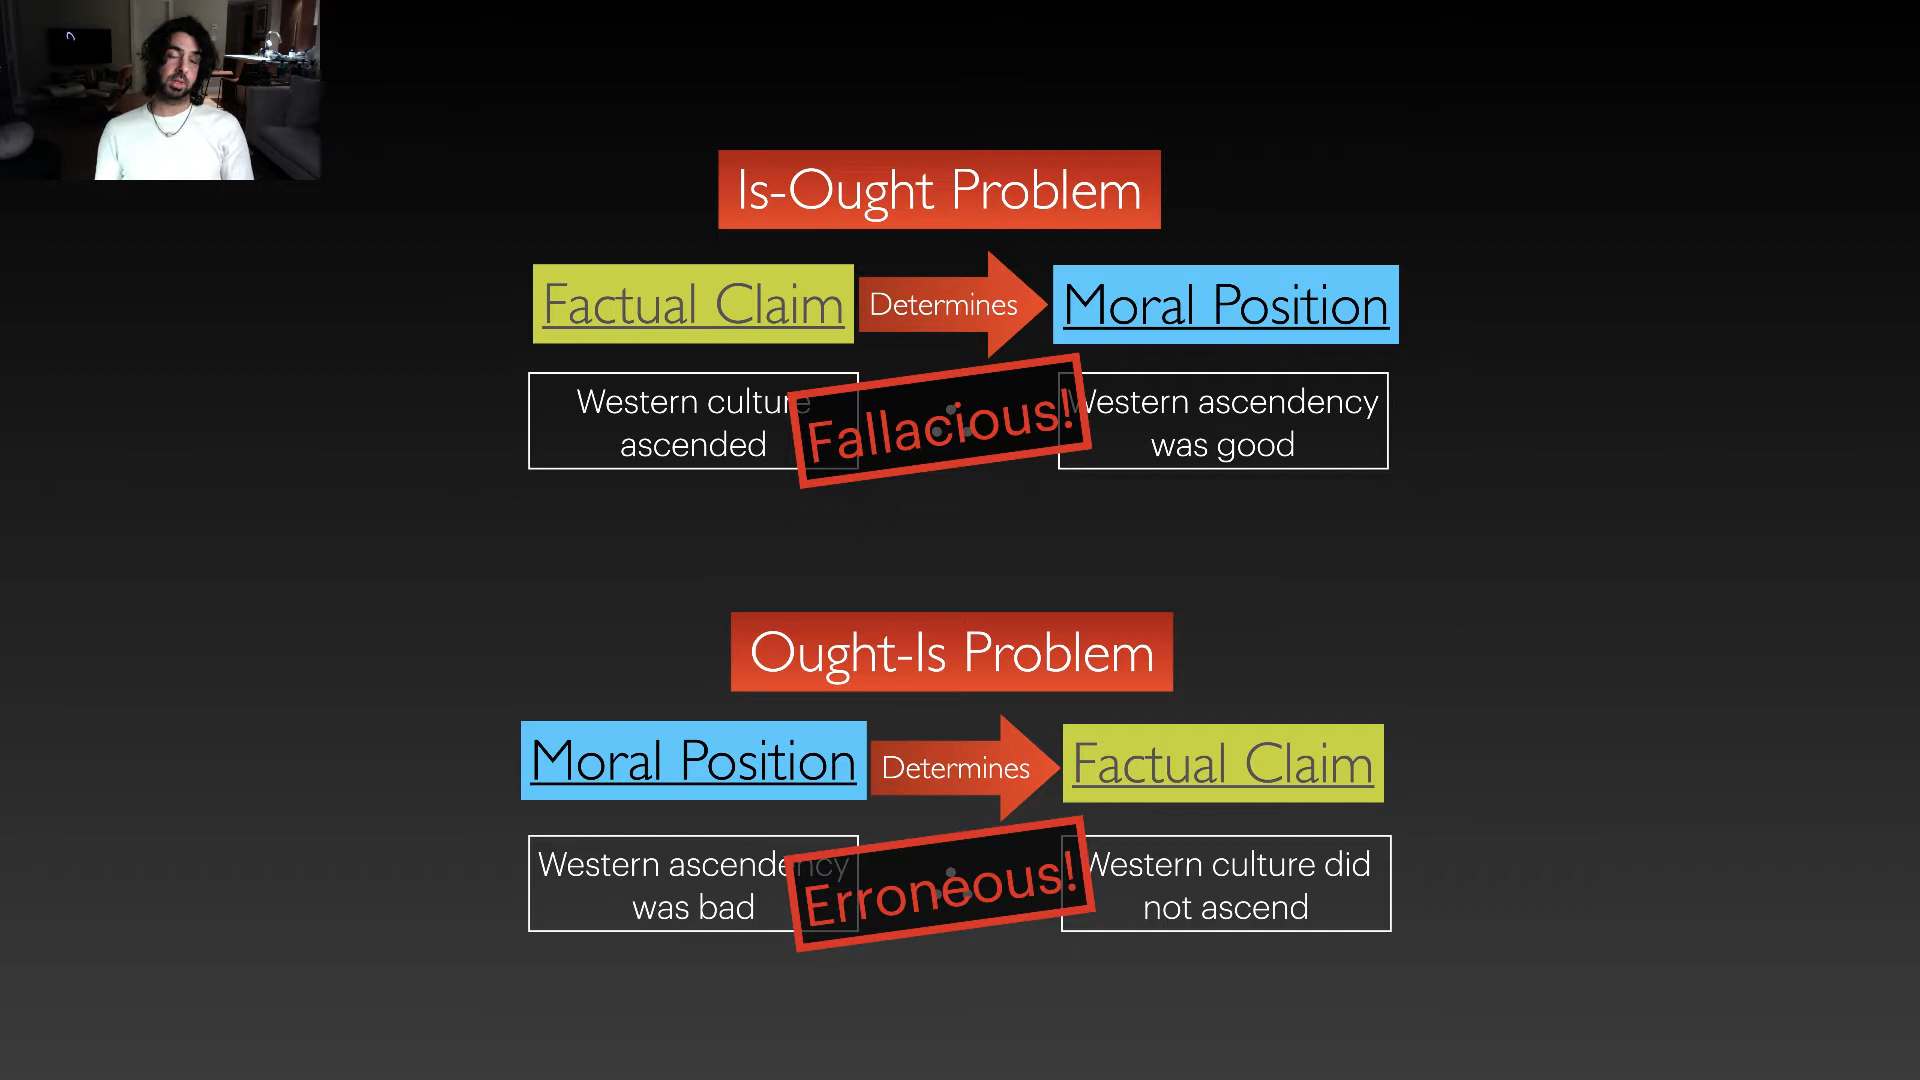 Is-Ought Problem
Factual Claim
Determines
Moral Position
Western culture
ascended
Fallacious!
Western ascendency
was good
Ought-Is Problem
Moral Position
Determines
Factual Claim
Western ascendency
was bad
Erroneous!
Western culture did
not ascend